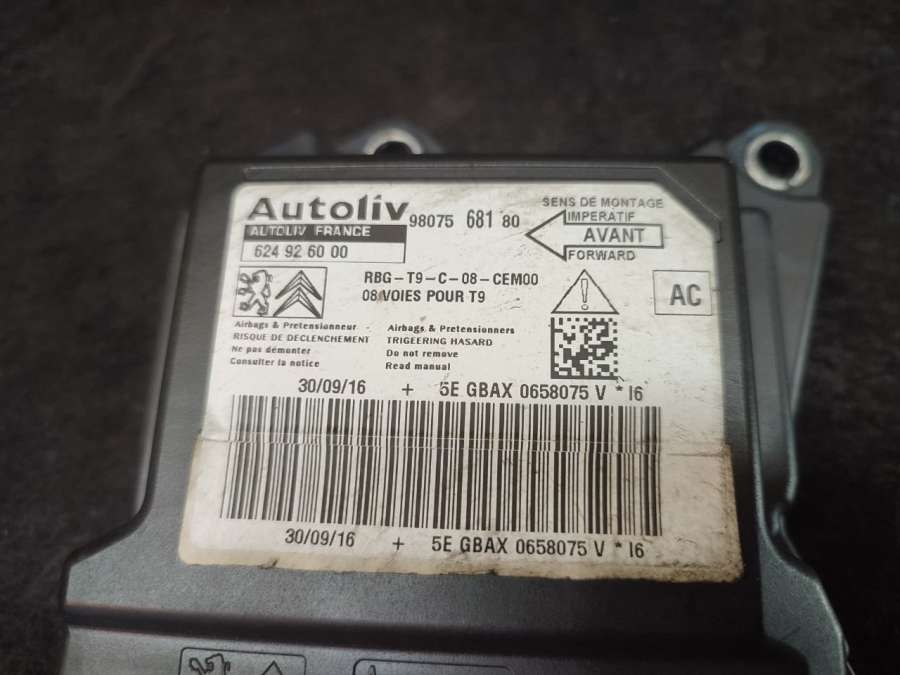 Autoliv
98075 681 80
SENS DE MONTAGE
IMPERATIF
AUTOLIV FRANCE
AVANT
624 92 60 00
FORWARD
RBG-T9-C-08-CEM00
08 VOIES POUR T9
AC
Airbags & Pretensionneur
RISQUE DE DECLENCHEMENT
Ne pas démonter
Consulter la notice
Airbags & Pretensionners
TRIGEERING HASARD
Do not remove
Read manual
30/09/16 + 5E GBAX 0658075 V * I6
30/09/16 + 5E GBAX 0658075 V * I6